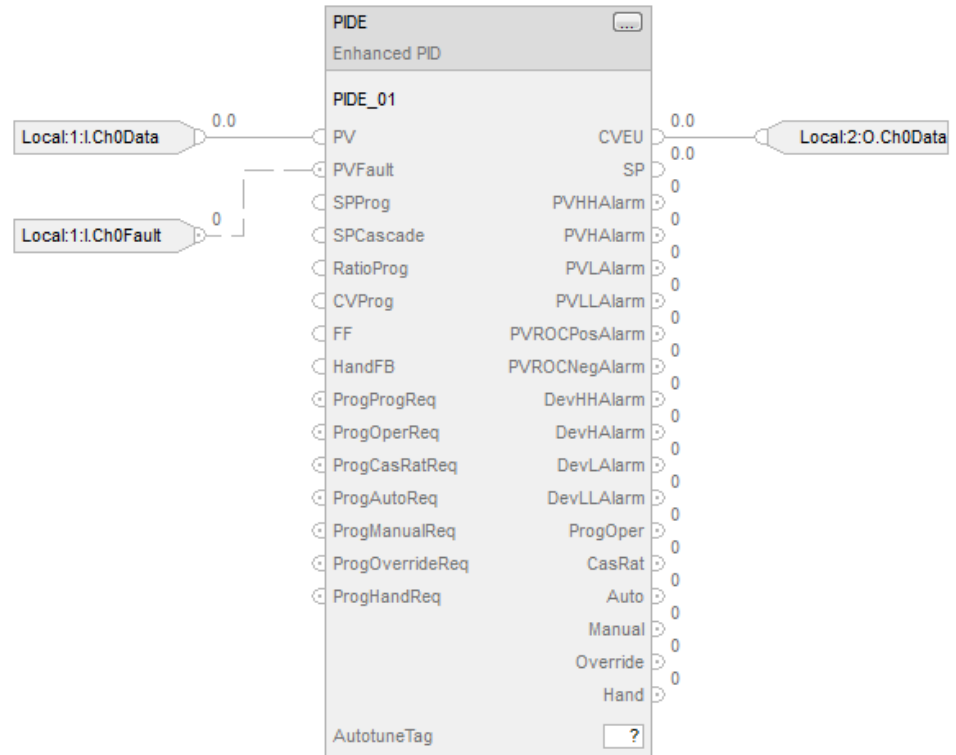 PIDE ...
Enhanced PID
PIDE_01
Local:1:I.Ch0Data 0.0 PV CVEU 0.0 Local:2:O.Ch0Data
PVFault SP 0.0
SPProg PVHHAlarm 0
Local:1:I.Ch0Fault 0 SPCascade PVHAlarm 0
RatioProg PVLAlarm 0
CVProg PVLLAlarm 0
FF PVROCPosAlarm 0
HandFB PVROCNegAlarm 0
ProgProgReq DevHHAlarm 0
ProgOperReq DevHAlarm 0
ProgCasRatReq DevLAlarm 0
ProgAutoReq DevLLAlarm 0
ProgManualReq ProgOper 0
ProgOverrideReq CasRat 0
ProgHandReq Auto 0
Manual 0
Override 0
Hand 0
AutotuneTag ?